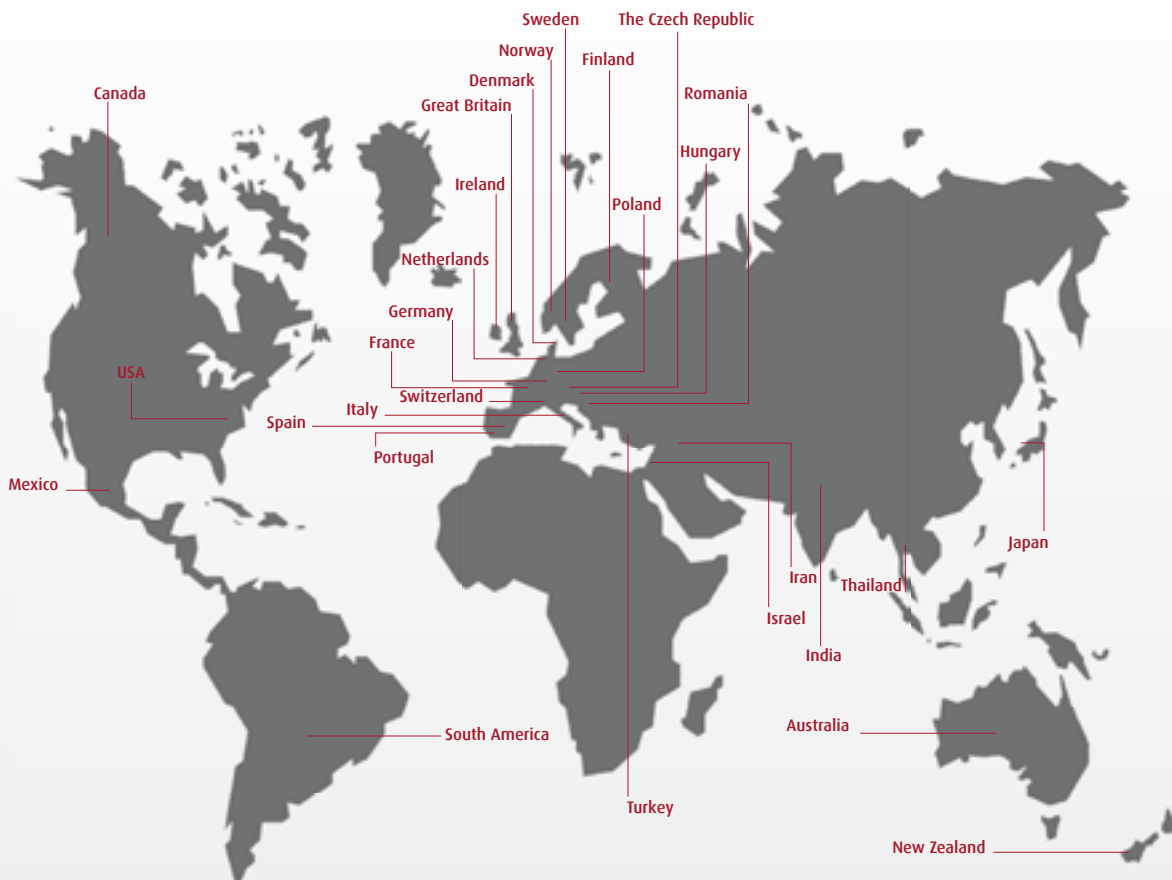 Sweden
The Czech Republic
Norway
Finland
Denmark
Canada
Romania
Great Britain
Hungary
Ireland
Poland
Netherlands
Germany
France
USA
Switzerland
Italy
Spain
Portugal
Mexico
Japan
Iran
Thailand
Israel
India
Australia
South America
Turkey
New Zealand